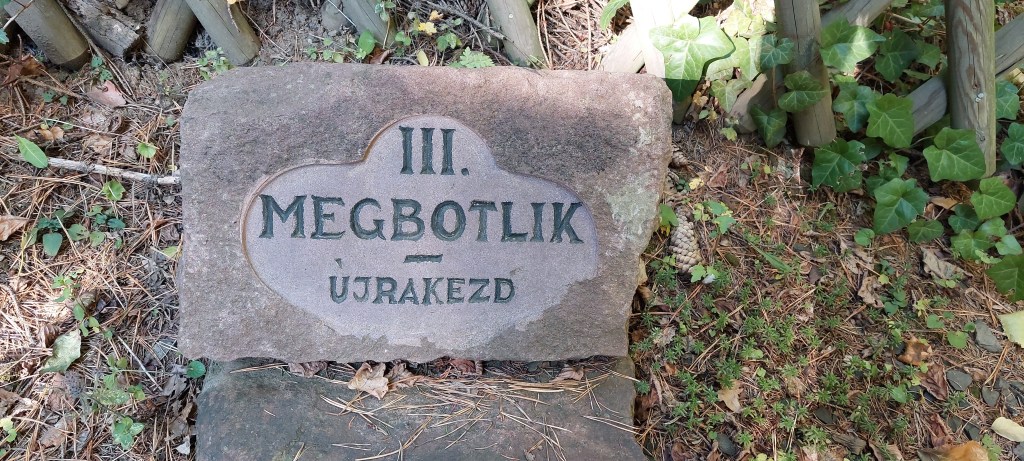 III.
MEGBOTLIK
–
ÚJRAKEZD